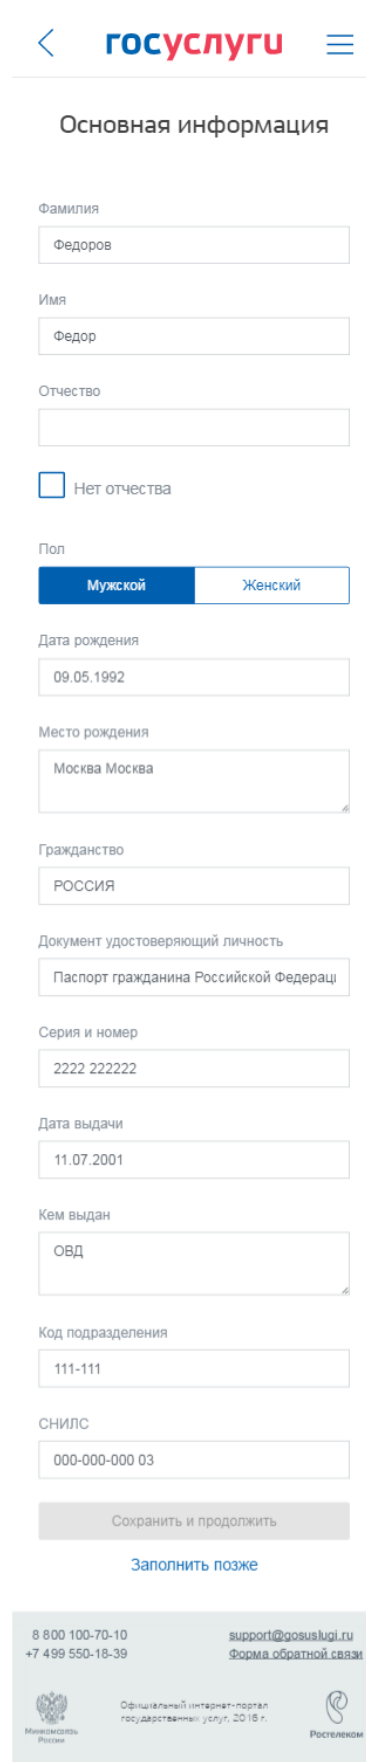 госуслуги
Основная информация
Фамилия
Федоров
Имя
Федор
Отчество
Нет отчества
Пол
Мужской Женский
Дата рождения
09.05.1992
Место рождения
Москва Москва
Гражданство
РОССИЯ
Документ удостоверяющий личность
Паспорт гражданина Российской Федерац
Серия и номер
2222 222222
Дата выдачи
11.07.2001
Кем выдан
ОВД
Код подразделения
111-111
СНИЛС
000-000-000 03
Сохранить и продолжить
Заполнить позже
8 800 100-70-10 support@gosuslugi.ru
+7 499 550-18-39 Форма обратной связи
Официальный интернет-портал
государственных услуг, 2016 г.
Минкомсвязь
России
Ростелеком